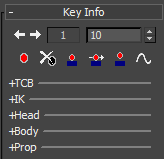 - Key Info
1 10
+TCB
+IK
+Head
+Body
+Prop